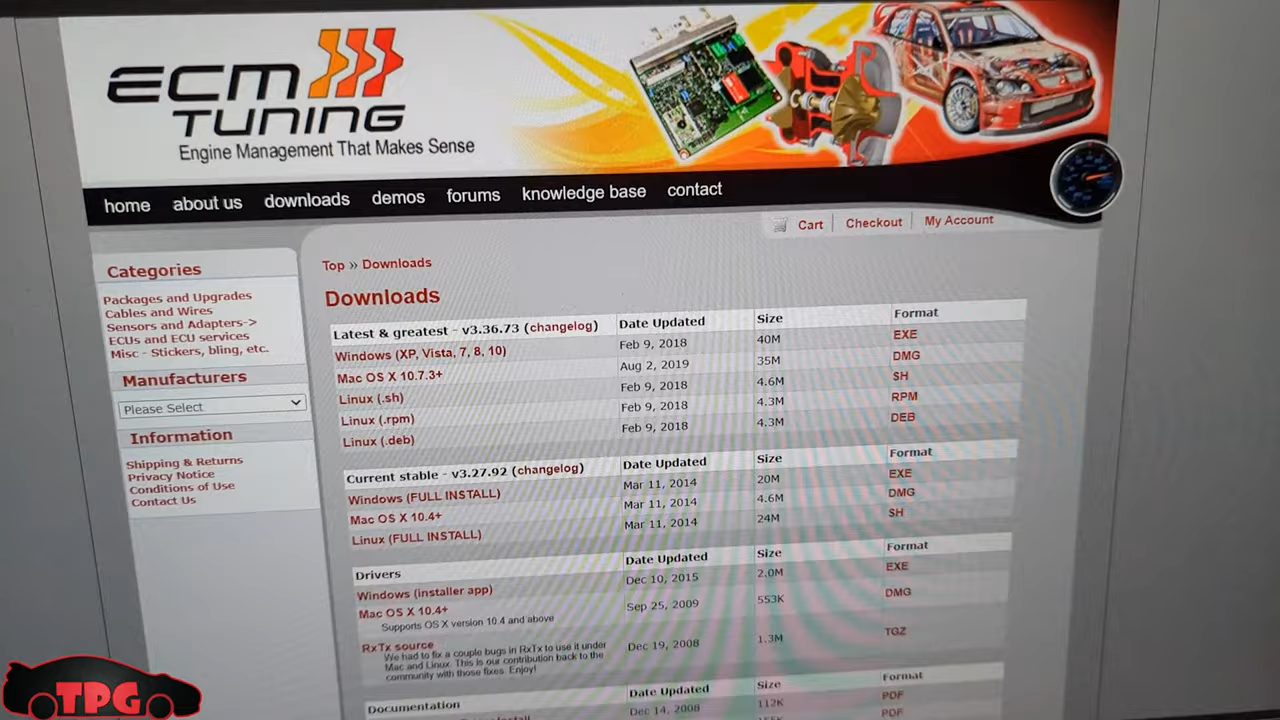 ECM
TUNING
Engine Management That Makes Sense
home about us downloads demos forums knowledge base contact
Cart Checkout My Account
Categories
Packages and Upgrades
Cables and Wires
Sensors and Adapters->
ECUs and ECU services
Misc - Stickers, bling, etc.
Manufacturers
Please Select
Information
Shipping & Returns
Privacy Notice
Conditions of Use
Contact Us
Top » Downloads
Downloads
Latest & greatest - v3.36.73 (changelog) Date Updated Size Format
Windows (XP, Vista, 7, 8, 10) Feb 9, 2018 40M EXE
Mac OS X 10.7.3+ Aug 2, 2019 35M DMG
Linux (.sh) Feb 9, 2018 4.6M SH
Linux (.rpm) Feb 9, 2018 4.3M RPM
Linux (.deb) Feb 9, 2018 4.3M DEB
Current stable - v3.27.92 (changelog) Date Updated Size Format
Windows (FULL INSTALL) Mar 11, 2014 20M EXE
Mac OS X 10.4+ Mar 11, 2014 4.6M DMG
Linux (FULL INSTALL) Mar 11, 2014 24M SH
Drivers Date Updated Size Format
Windows (installer app) Dec 10, 2015 2.0M EXE
Mac OS X 10.4+ Sep 25, 2009 553K DMG
Supports OS X version 10.4 and above
RxTx source Dec 19, 2008 1.3M TGZ
We had to fix a couple bugs in RxTx to use it under
Mac and Linux. This is our contribution back to the
community with those fixes. Enjoy!
Documentation Date Updated Size Format
Dec 14, 2008 112K PDF
PDF
TPG